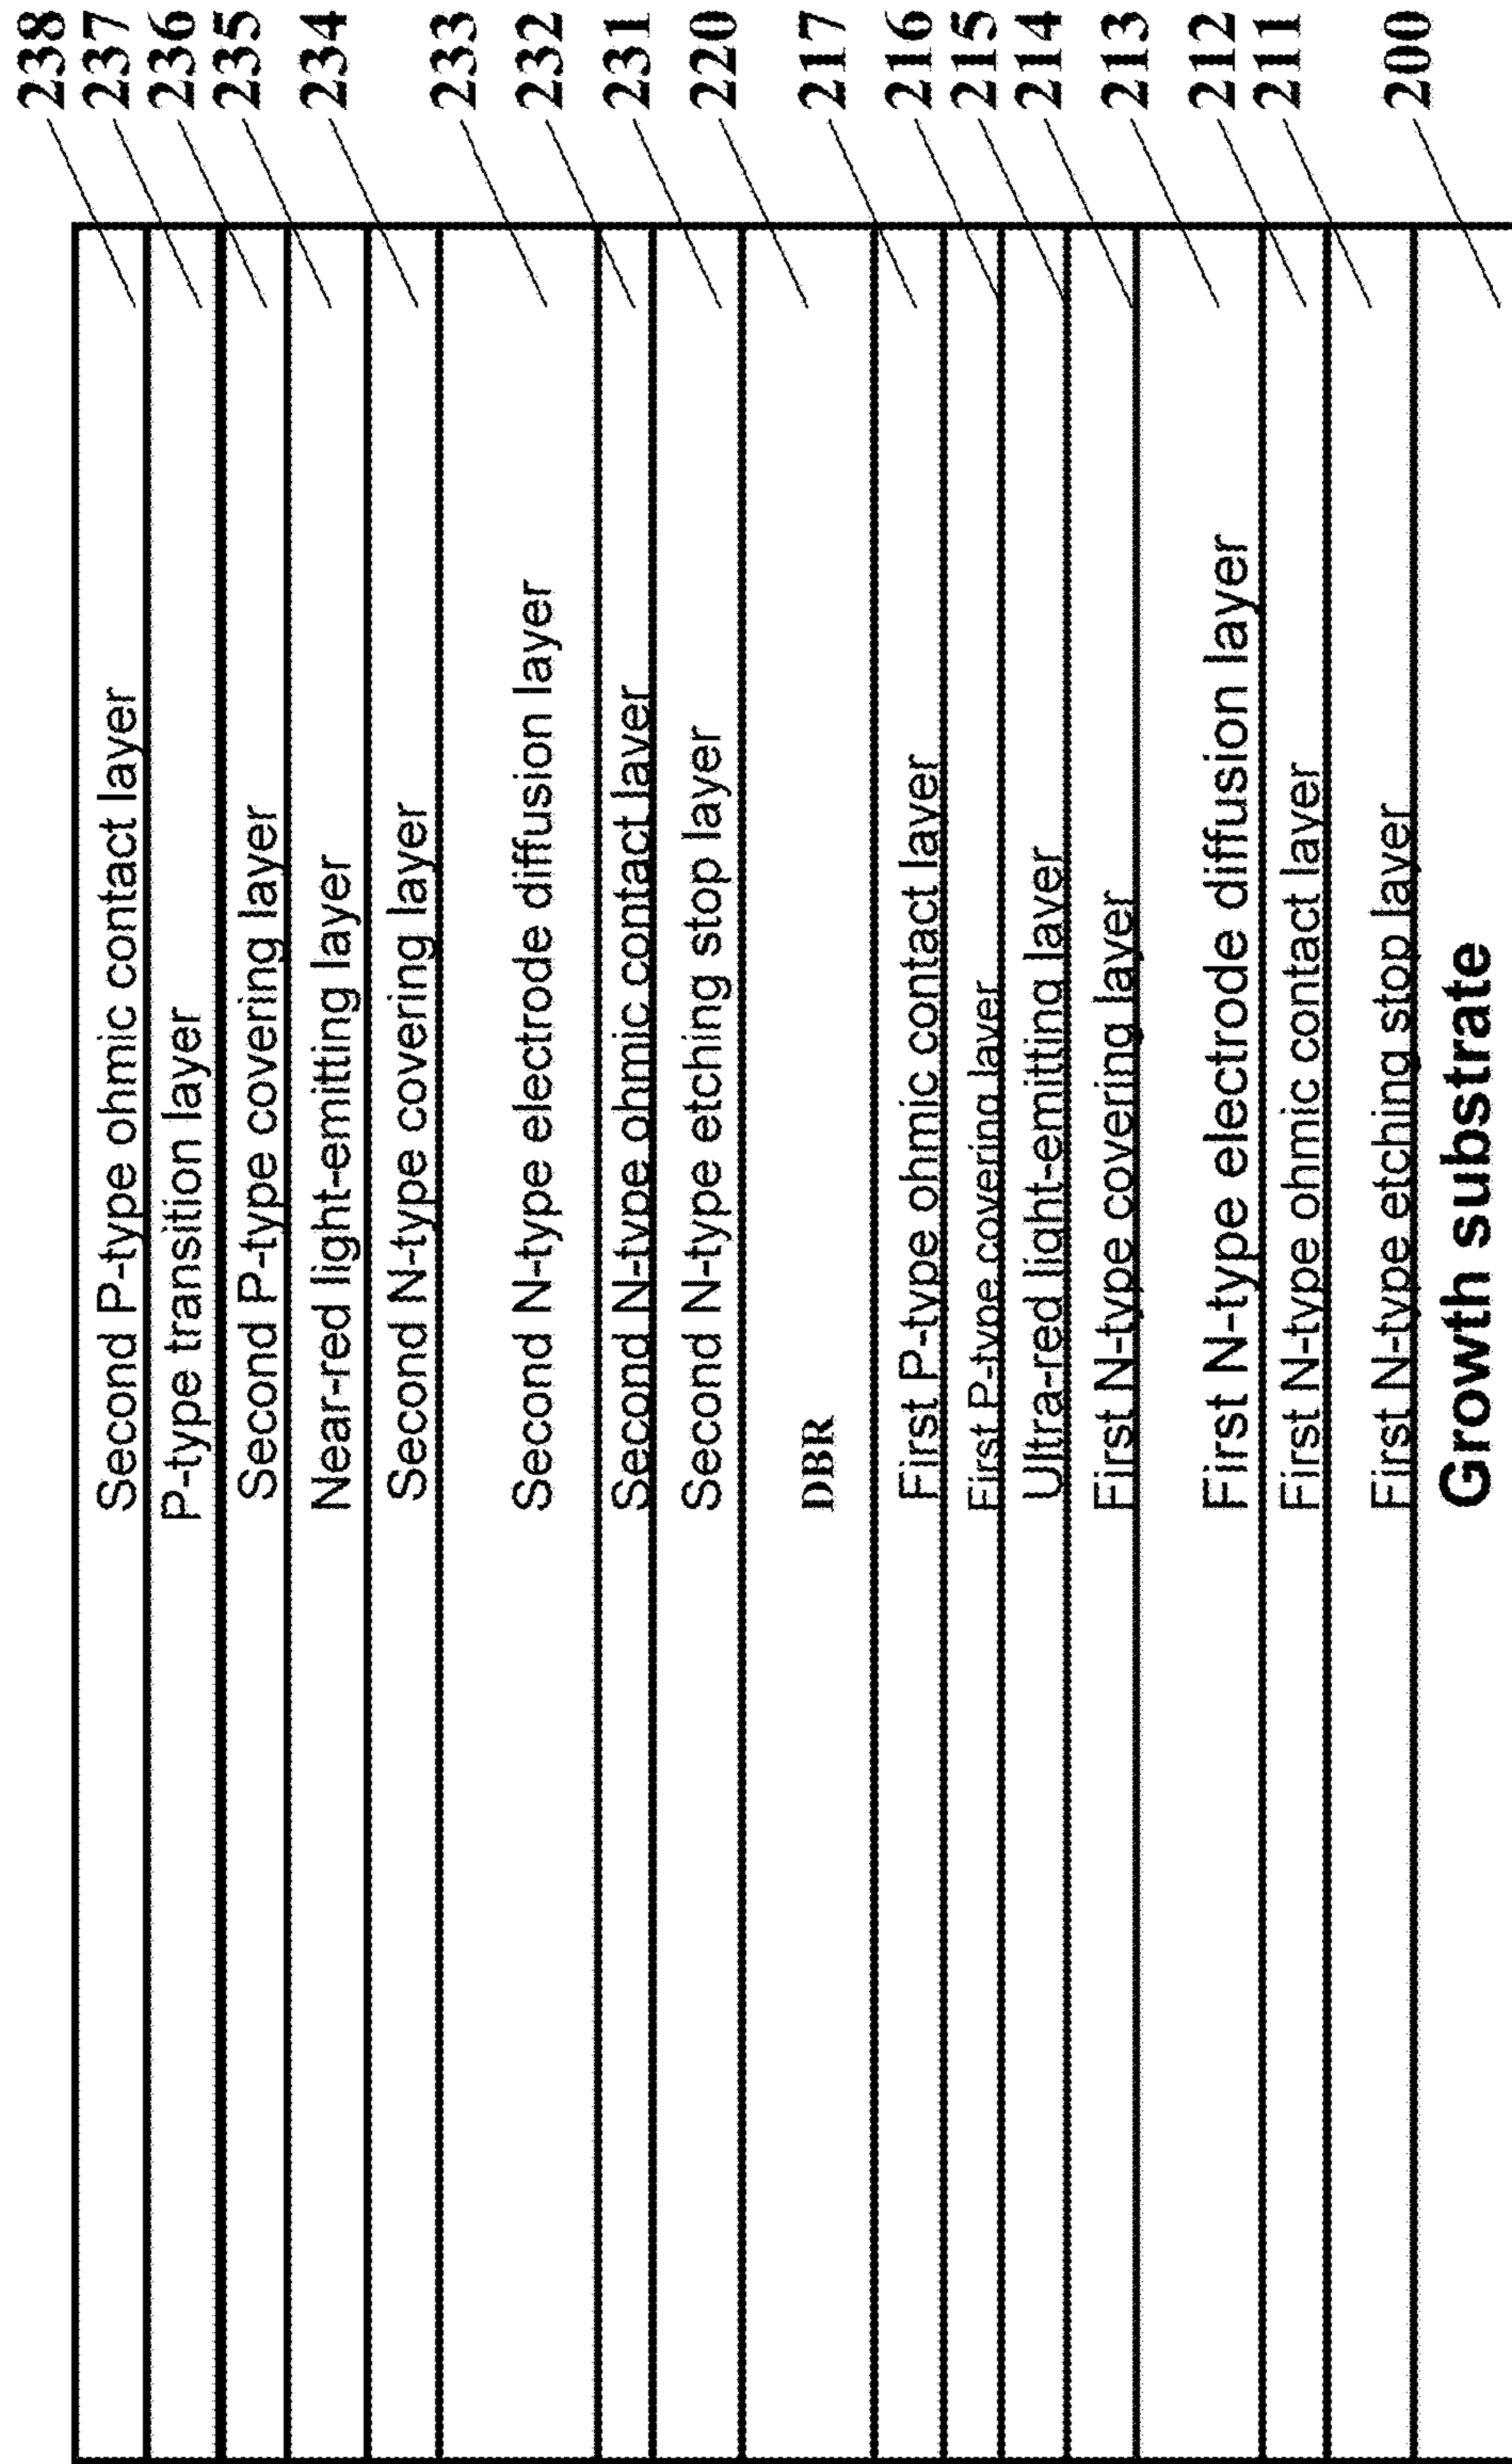 Second P-type ohmic contact layer 238
P-type transition layer 237
Second P-type covering layer 236
Near-red light-emitting layer 235
Second N-type covering layer 234
Second N-type electrode diffusion layer 233
Second N-type ohmic contact layer 232
Second N-type etching stop layer 231
DBR 220
First P-type ohmic contact layer 217
First P-type covering layer 216
Ultra-red light-emitting layer 215
First N-type covering layer 214
First N-type electrode diffusion layer 213
First N-type ohmic contact layer 212
First N-type etching stop layer 211
Growth substrate 200